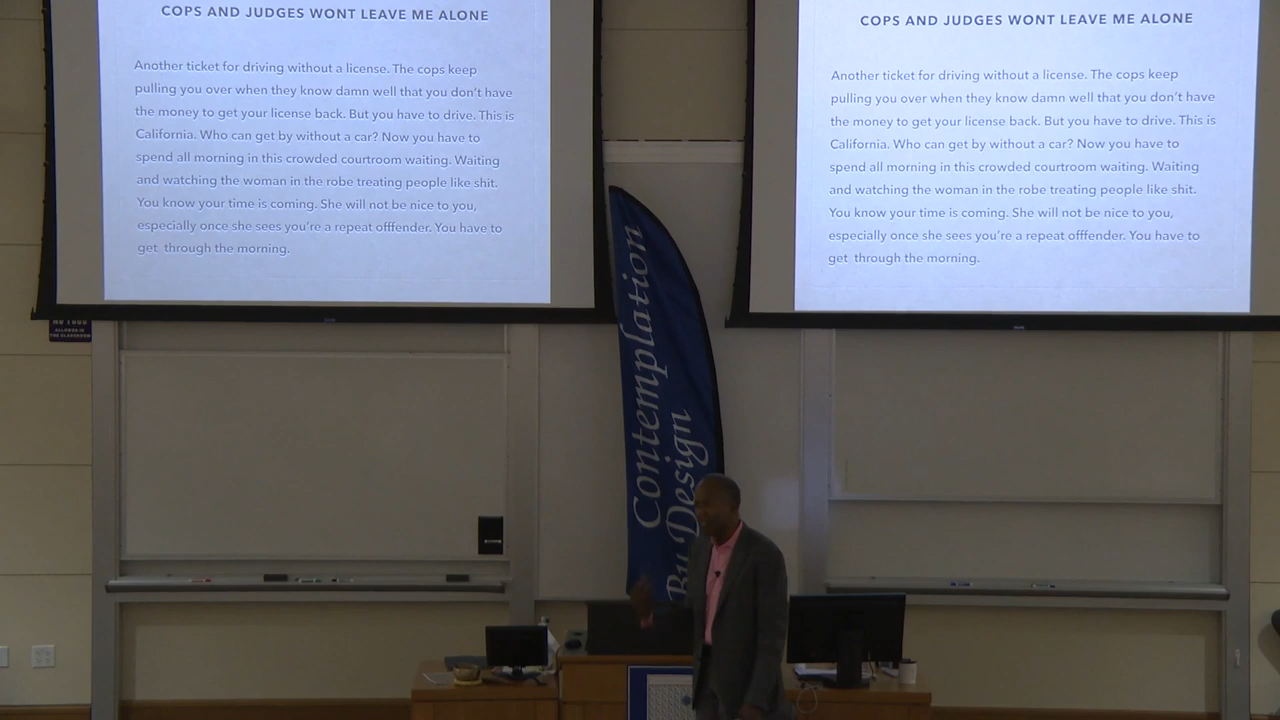 COPS AND JUDGES WONT LEAVE ME ALONE
Another ticket for driving without a license. The cops keep
pulling you over when they know damn well that you don't have
the money to get your license back. But you have to drive. This is
California. Who can get by without a car? Now you have to
spend all morning in this crowded courtroom waiting. Waiting
and watching the woman in the robe treating people like shit.
You know your time is coming. She will not be nice to you,
especially once she sees you're a repeat offfender. You have to
get through the morning.
COPS AND JUDGES WONT LEAVE ME ALONE
Another ticket for driving without a license. The cops keep
pulling you over when they know damn well that you don't have
the money to get your license back. But you have to drive. This is
California. Who can get by without a car? Now you have to
spend all morning in this crowded courtroom waiting. Waiting
and watching the woman in the robe treating people like shit.
You know your time is coming. She will not be nice to you,
especially once she sees you're a repeat offfender. You have to
get through the morning.
NO FOOD
ALLOWED IN
THE CLASSROOM
Contemplation
By Design